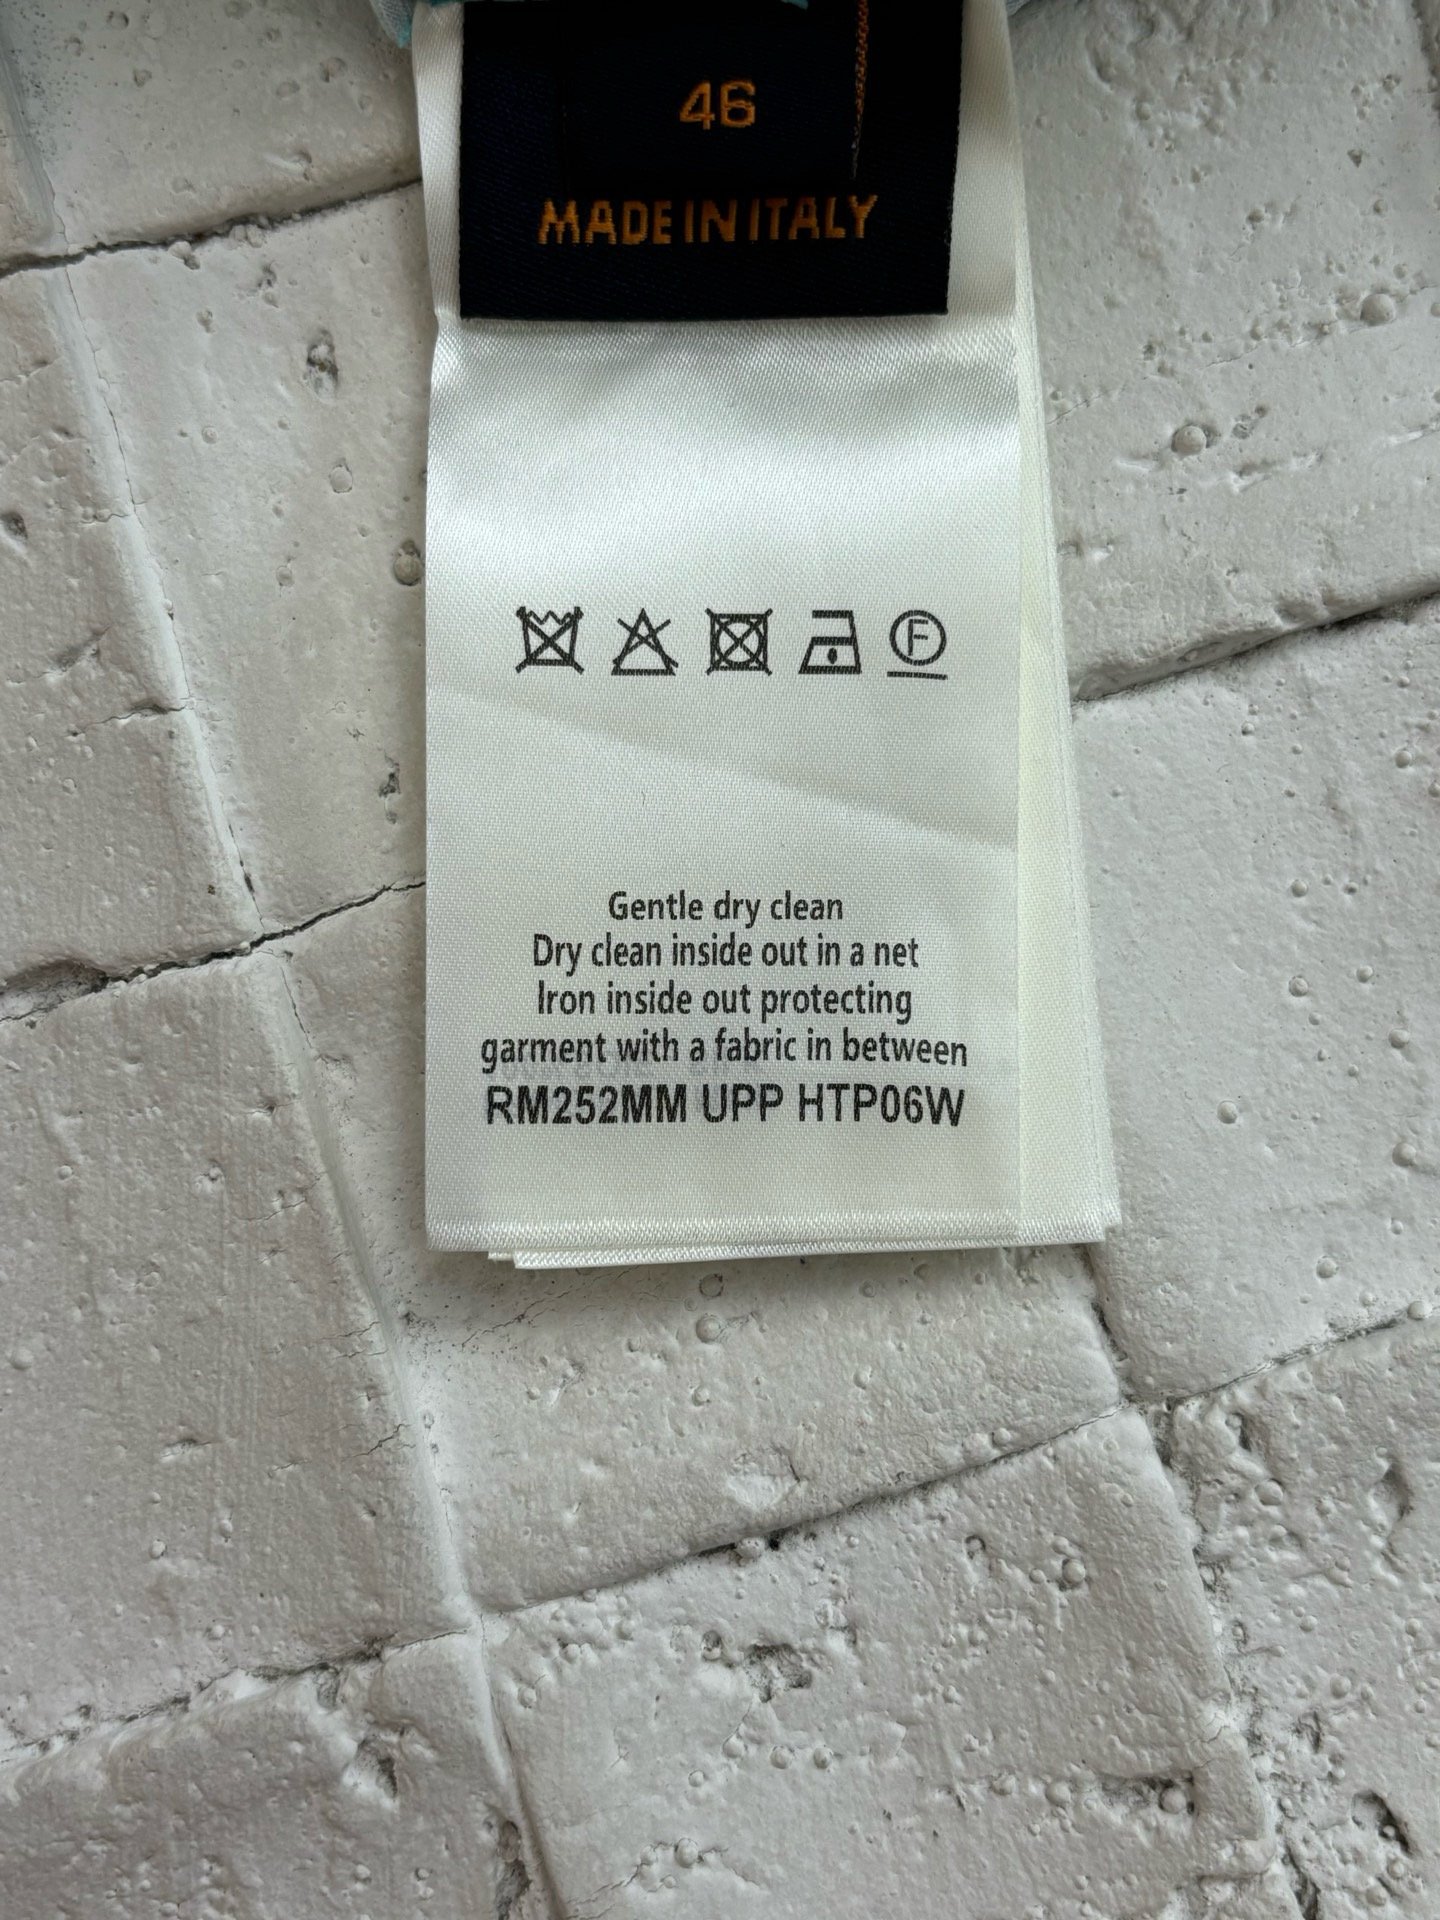 46
MADE IN ITALY
F
Gentle dry clean
Dry clean inside out in a net
Iron inside out protecting
garment with a fabric in between
RM252MM UPP HTP06W